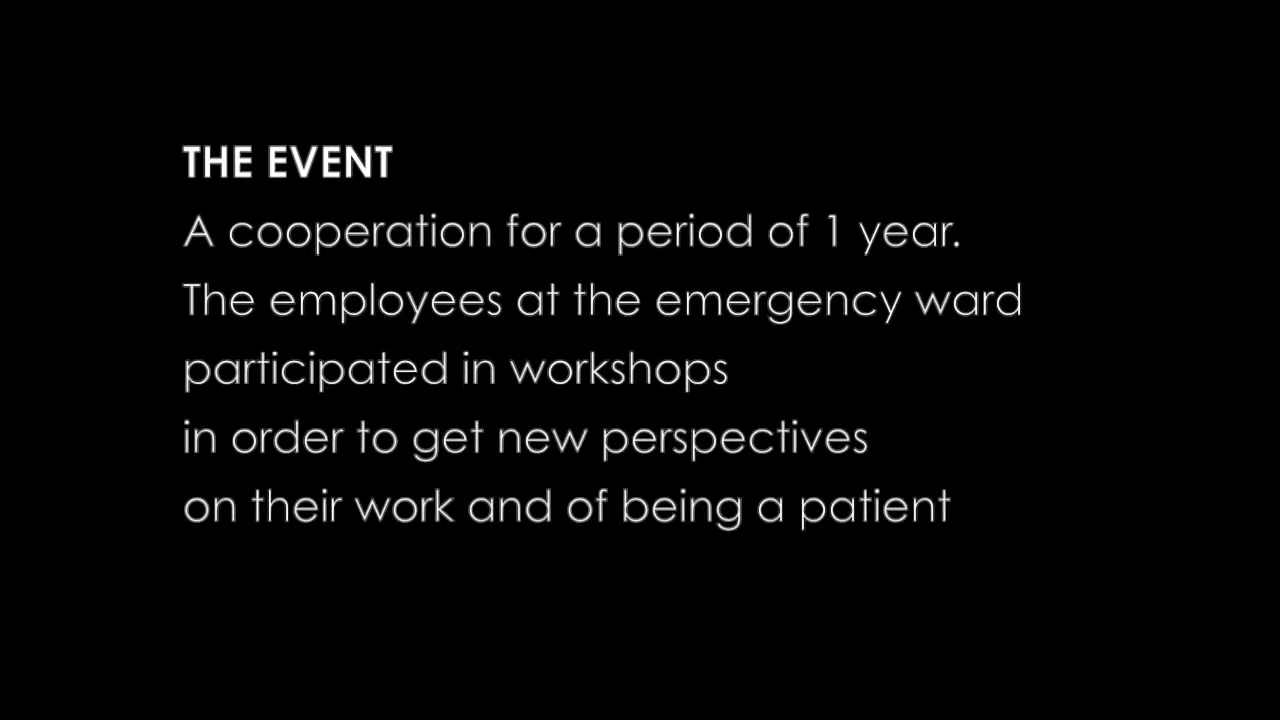 THE EVENT
A cooperation for a period of 1 year.
The employees at the emergency ward
participated in workshops
in order to get new perspectives
on their work and of being a patient